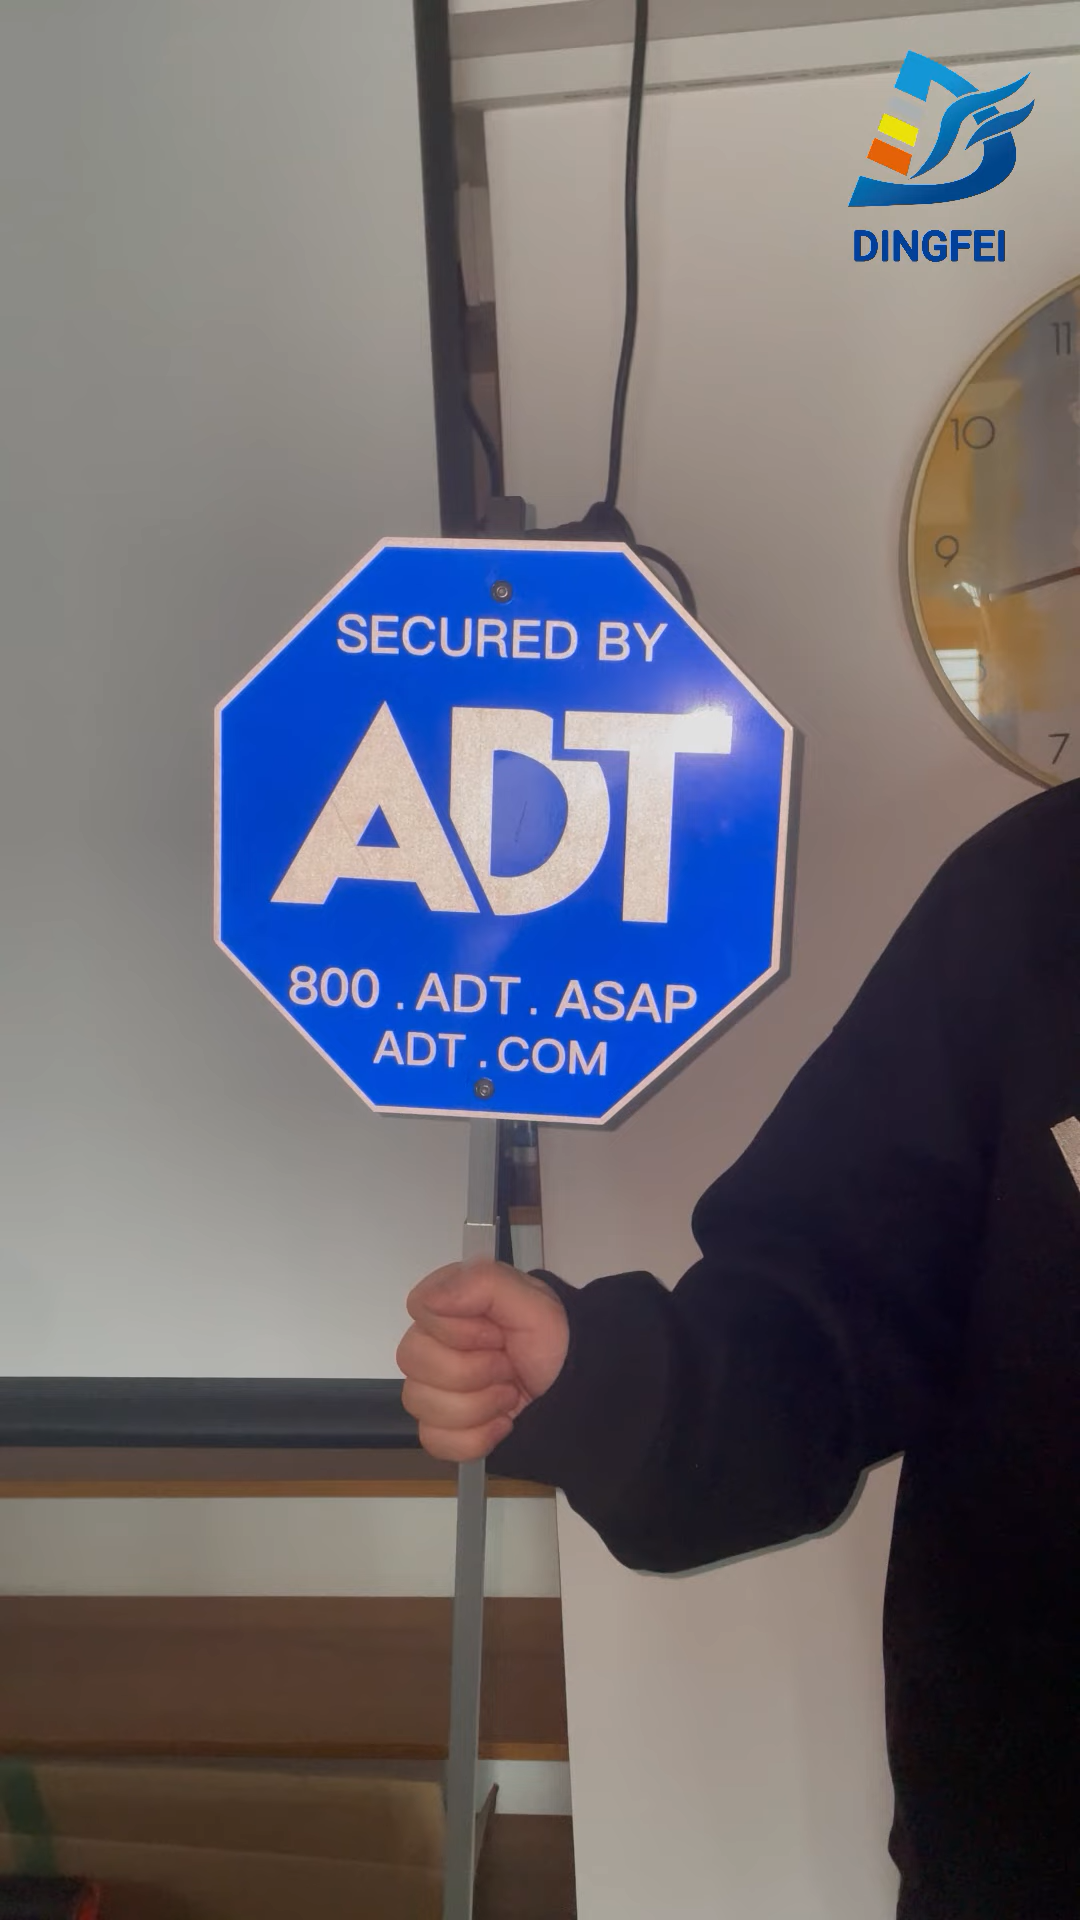 DINGFEI
11
10
9
7
SECURED BY
ADT
800 . ADT . ASAP
ADT . COM